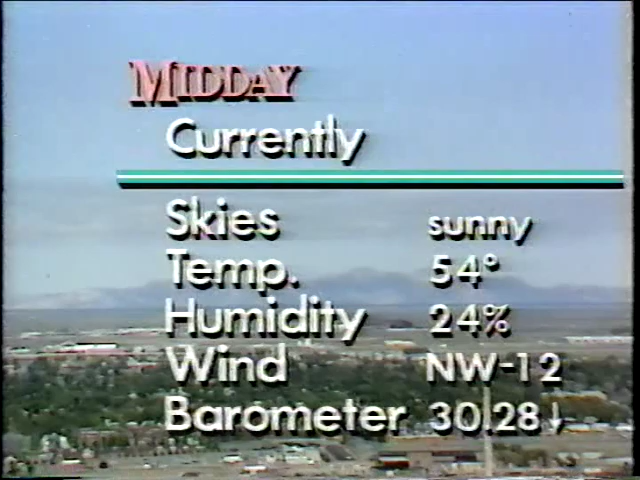 MIDDAY
Currently
Skies sunny
Temp. 54°
Humidity 24%
Wind NW-12
Barometer 30.28↓